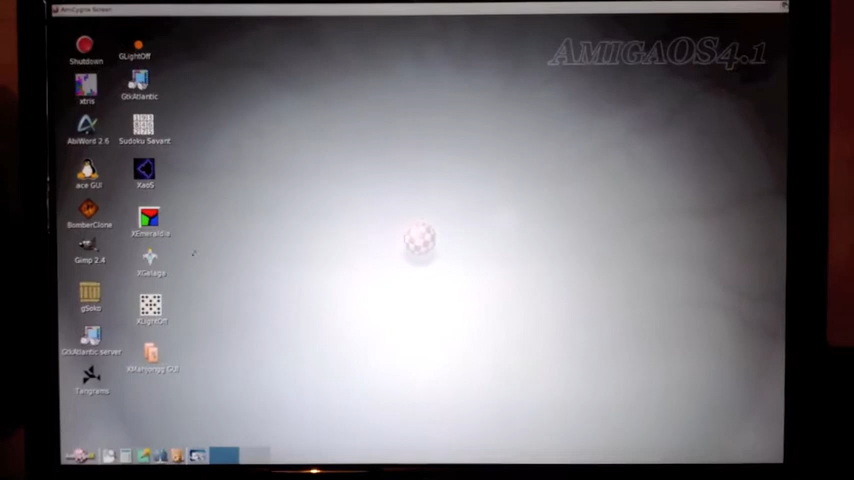 AmiCygnix Screen
AMIGAOS4.1
Shutdown
GLightOff
xtris
GtkAtlantic
AbiWord 2.6
Sudoku Savant
ace GUI
XaoS
BomberClone
XEmeraldia
Gimp 2.4
XGalaga
gSoko
XLightOff
GtkAtlantic server
XMahjongg GUI
Tangrams